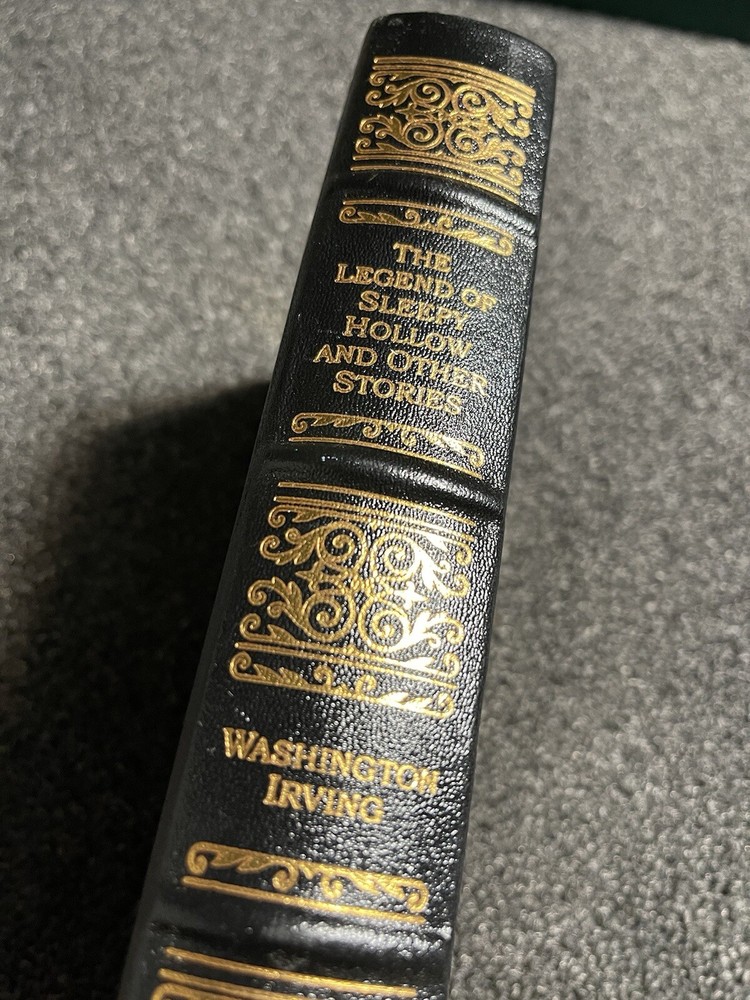 THE
LEGEND OF
SLEEPY
HOLLOW
AND OTHER
STORIES
WASHINGTON
IRVING